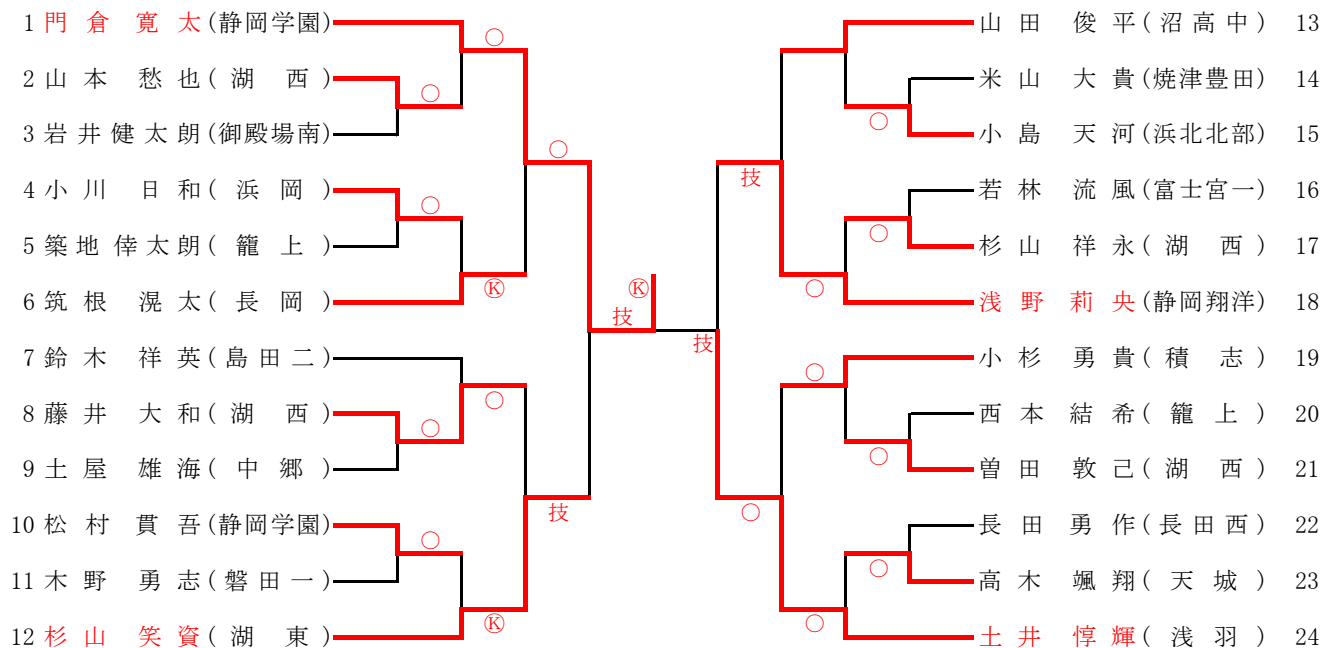 1 門倉 寛太(静岡学園)
2 山本 愁也(湖 西)
3 岩井健太朗(御殿場南)
4 小川 日和(浜 岡)
5 築地倖太朗(籠 上)
6 筑根 滉太(長 岡)
7 鈴木 祥英(島田二)
8 藤井 大和(湖 西)
9 土屋 雄海(中 郷)
10 松村 貫吾(静岡学園)
11 木野 勇志(磐田一)
12 杉山 笑資(湖 東)
○
○
○
○
Ⓚ
○
○
○
技
Ⓚ
技
Ⓚ
技
技
○
○
○
○
○
○
○
○
山田 俊平(沼高中) 13
米山 大貴(焼津豊田) 14
小島 天河(浜北北部) 15
若林 流風(富士宮一) 16
杉山 祥永(湖 西) 17
浅野 莉央(静岡翔洋) 18
小杉 勇貴(積 志) 19
西本 結希(籠 上) 20
曽田 敦己(湖 西) 21
長田 勇作(長田西) 22
高木 颯翔(天 城) 23
土井 惇輝(浅 羽) 24